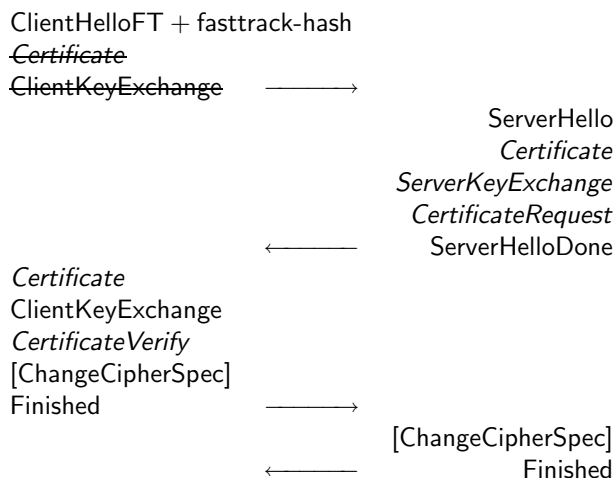 ClientHelloFT + fasttrack-hash
Certificate
ClientKeyExchange
ServerHello
Certificate
ServerKeyExchange
CertificateRequest
ServerHelloDone
Certificate
ClientKeyExchange
CertificateVerify
[ChangeCipherSpec]
Finished
[ChangeCipherSpec]
Finished